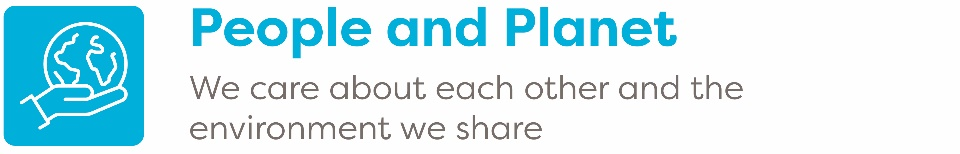 People and Planet
We care about each other and the
environment we share